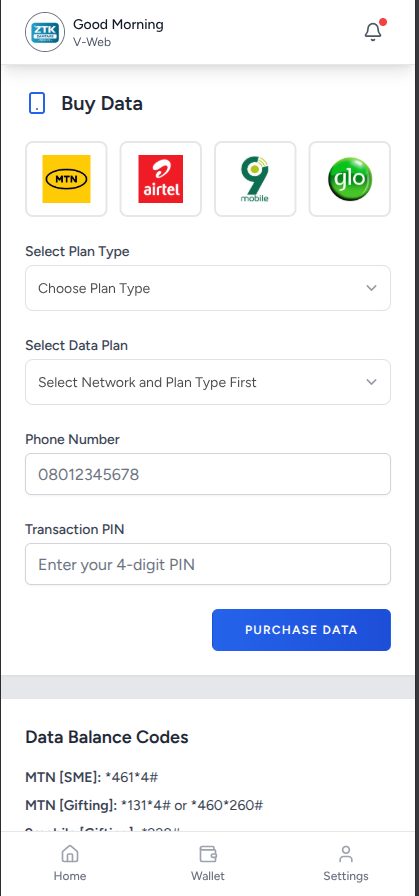 ZTK
Good Morning
V-Web
Buy Data
MTN
airtel
9
mobile
glo
Select Plan Type
Choose Plan Type
Select Data Plan
Select Network and Plan Type First
Phone Number
08012345678
Transaction PIN
Enter your 4-digit PIN
PURCHASE DATA
Data Balance Codes
MTN [SME]: *461*4#
MTN [Gifting]: *131*4# or *460*260#
Home
Wallet
Settings